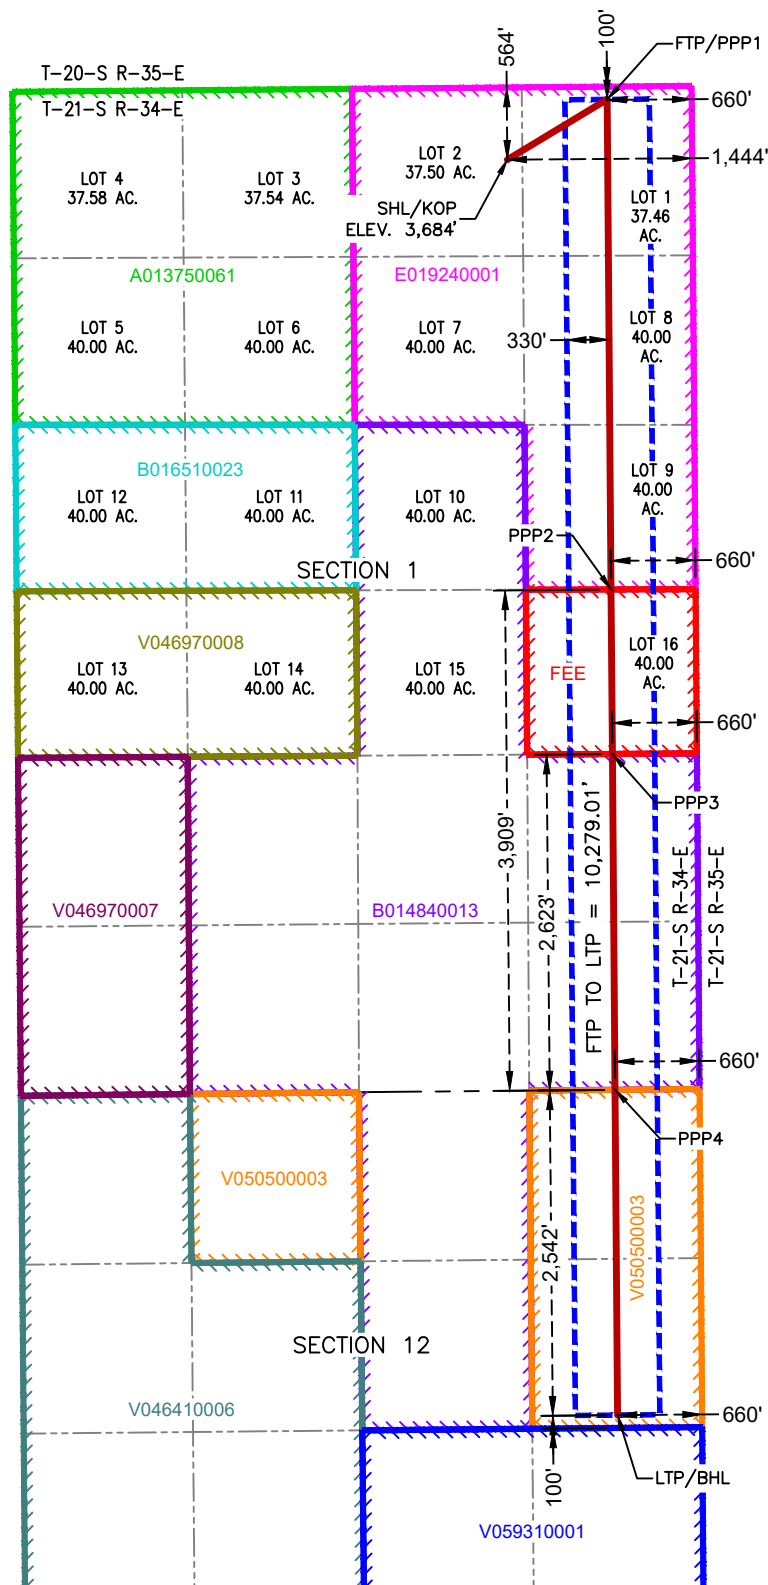 564'
100'
FTP/PPP1
T-20-S R-35-E
T-21-S R-34-E
660'
LOT 4
37.58 AC.
LOT 3
37.54 AC.
LOT 2
37.50 AC.
1,444'
SHL/KOP
ELEV. 3,684'
LOT 1
37.46
AC.
A013750061
E019240001
LOT 5
40.00 AC.
LOT 6
40.00 AC.
LOT 7
40.00 AC.
330'
LOT 8
40.00
AC.
B016510023
LOT 12
40.00 AC.
LOT 11
40.00 AC.
LOT 10
40.00 AC.
LOT 9
40.00
AC.
PPP2
SECTION 1
660'
V046970008
LOT 13
40.00 AC.
LOT 14
40.00 AC.
LOT 15
40.00 AC.
FEE
LOT 16
40.00
AC.
660'
PPP3
3,909'
2,623'
FTP TO LTP = 10,279.01'
T-21-S R-34-E
T-21-S R-35-E
V046970007
B014840013
660'
PPP4
V050500003
2,542'
V050500003
SECTION 12
V046410006
660'
100'
LTP/BHL
V059310001